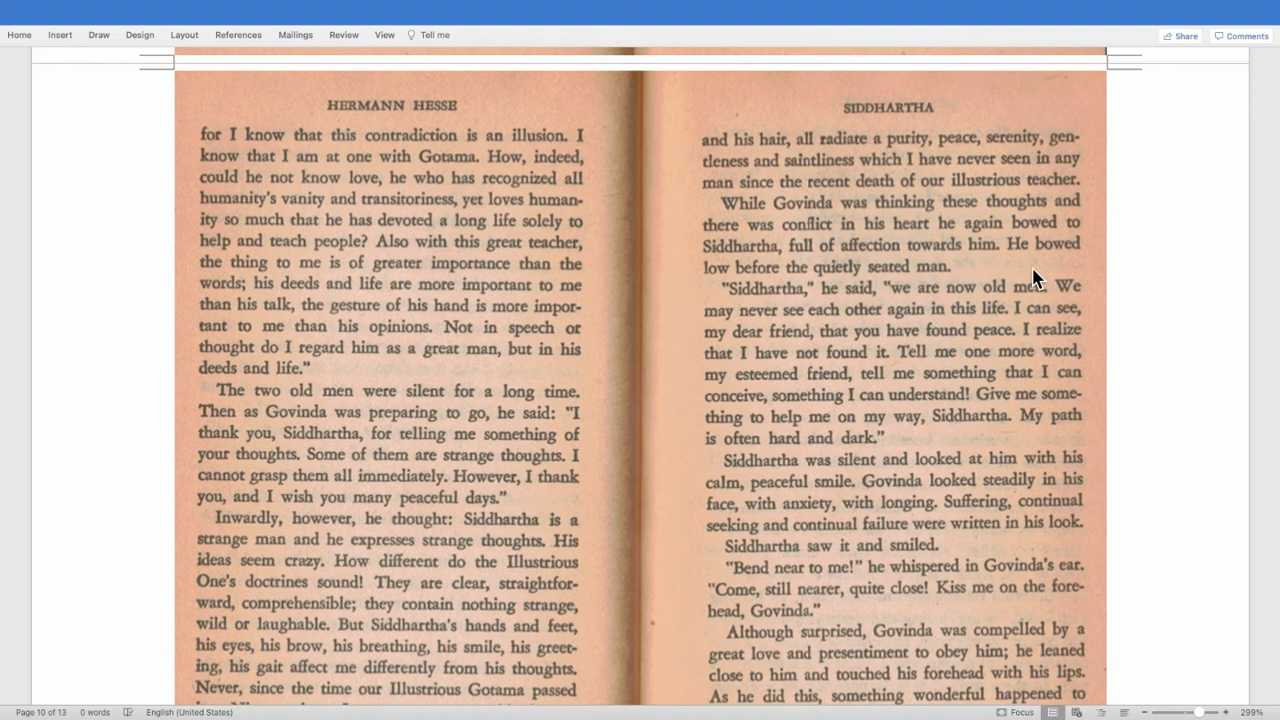 Home Insert Draw Design Layout References Mailings Review View Tell me Share Comments
HERMANN HESSE
for I know that this contradiction is an illusion. I
know that I am at one with Gotama. How, indeed,
could he not know love, he who has recognized all
humanity's vanity and transitoriness, yet loves human-
ity so much that he has devoted a long life solely to
help and teach people? Also with this great teacher,
the thing to me is of greater importance than the
words; his deeds and life are more important to me
than his talk, the gesture of his hand is more impor-
tant to me than his opinions. Not in speech or
thought do I regard him as a great man, but in his
deeds and life."
The two old men were silent for a long time.
Then as Govinda was preparing to go, he said: "I
thank you, Siddhartha, for telling me something of
your thoughts. Some of them are strange thoughts. I
cannot grasp them all immediately. However, I thank
you, and I wish you many peaceful days."
Inwardly, however, he thought: Siddhartha is a
strange man and he expresses strange thoughts. His
ideas seem crazy. How different do the Illustrious
One's doctrines sound! They are clear, straightfor-
ward, comprehensible; they contain nothing strange,
wild or laughable. But Siddhartha's hands and feet,
his eyes, his brow, his breathing, his smile, his greet-
ing, his gait affect me differently from his thoughts.
Never, since the time our Illustrious Gotama passed
SIDDHARTHA
and his hair, all radiate a purity, peace, serenity, gen-
tleness and saintliness which I have never seen in any
man since the recent death of our illustrious teacher.
While Govinda was thinking these thoughts and
there was conflict in his heart he again bowed to
Siddhartha, full of affection towards him. He bowed
low before the quietly seated man.
"Siddhartha," he said, "we are now old We
may never see each other again in this life. I can see,
my dear friend, that you have found peace. I realize
that I have not found it. Tell me one more word,
my esteemed friend, tell me something that I can
conceive, something I can understand! Give me some-
thing to help me on my way, Siddhartha. My path
is often hard and dark."
Siddhartha was silent and looked at him with his
calm, peaceful smile. Govinda looked steadily in his
face, with anxiety, with longing. Suffering, continual
seeking and continual failure were written in his look.
Siddhartha saw it and smiled.
"Bend near to me!" he whispered in Govinda's ear.
"Come, still nearer, quite close! Kiss me on the fore-
head, Govinda."
Although surprised, Govinda was compelled by a
great love and presentiment to obey him; he leaned
close to him and touched his forehead with his lips.
As he did this, something wonderful happened to
Page 10 of 13 0 words English (United States) Focus 299%